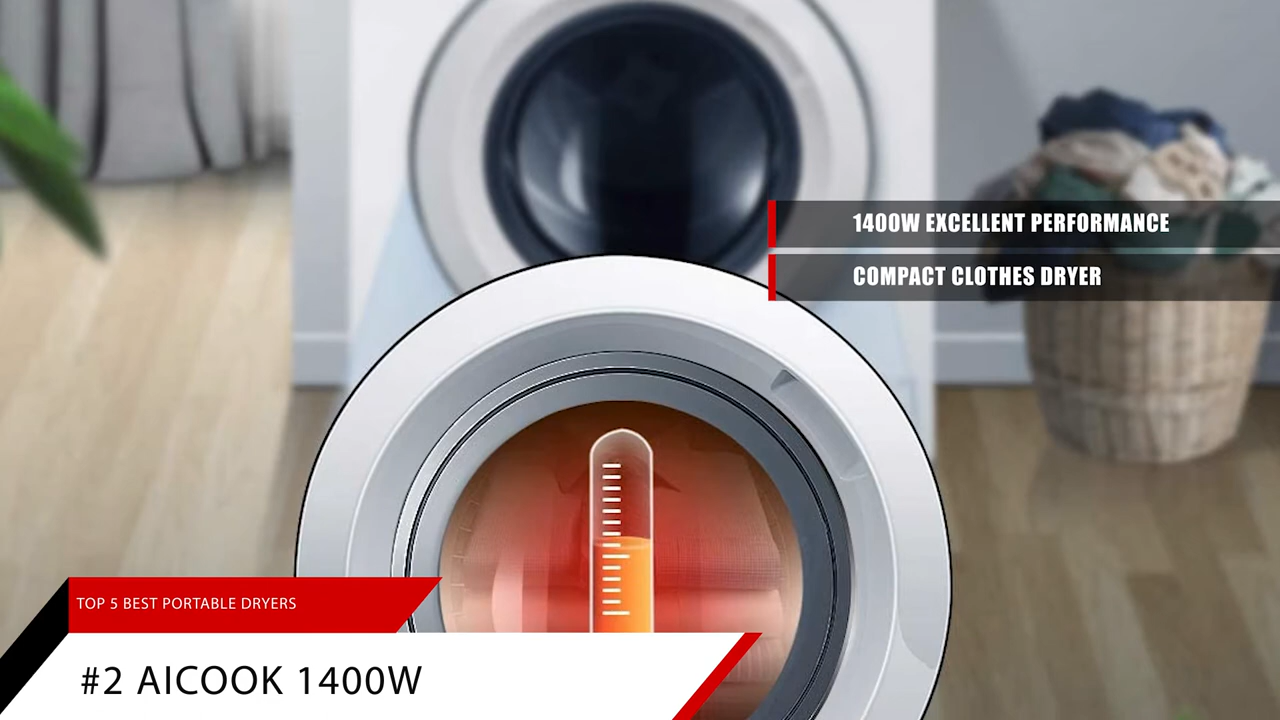 1400W EXCELLENT PERFORMANCE
COMPACT CLOTHES DRYER
TOP 5 BEST PORTABLE DRYERS
#2 AICOOK 1400W